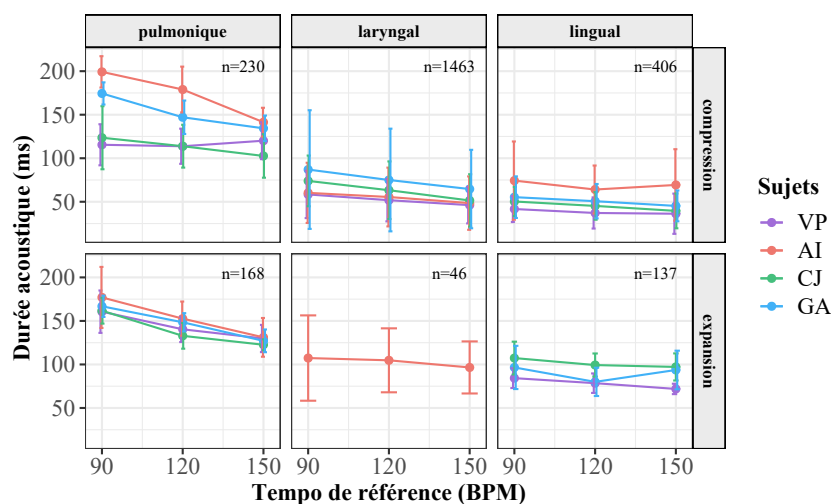 pulmonique laryngal lingual
n=230 n=1463 n=406
compression
200
150
100
50
n=168 n=46 n=137
expansion
200
150
100
50
90 120 150 90 120 150 90 120 150
Durée acoustique (ms)
Tempo de référence (BPM)
Sujets
VP
AI
CJ
GA